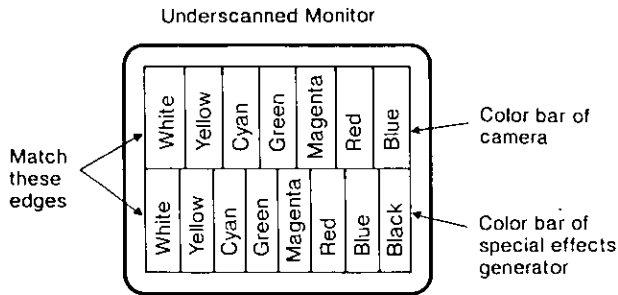 Underscanned Monitor
White
Yellow
Cyan
Green
Magenta
Red
Blue
Color bar of
camera
Match
these
edges
White
Yellow
Cyan
Green
Magenta
Red
Blue
Black
Color bar of
special effects
generator